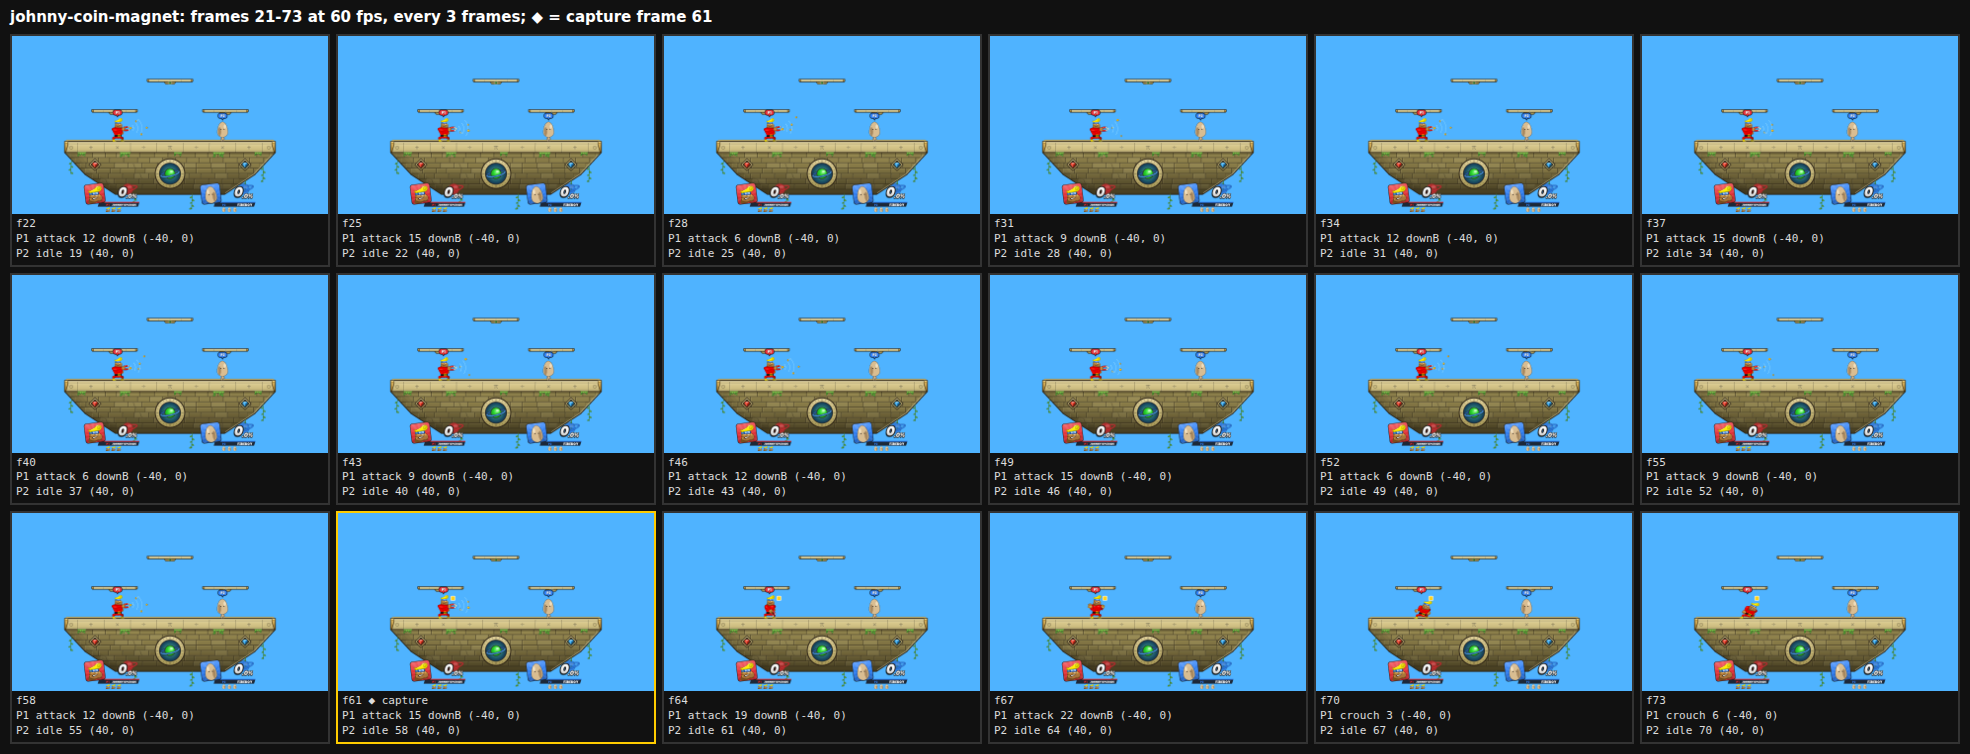 johnny-coin-magnet: frames 21-73 at 60 fps, every 3 frames; ◆ = capture frame 61
f22
P1 attack 12 downB (-40, 0)
P2 idle 19 (40, 0)
f25
P1 attack 15 downB (-40, 0)
P2 idle 22 (40, 0)
f28
P1 attack 6 downB (-40, 0)
P2 idle 25 (40, 0)
f31
P1 attack 9 downB (-40, 0)
P2 idle 28 (40, 0)
f34
P1 attack 12 downB (-40, 0)
P2 idle 31 (40, 0)
f37
P1 attack 15 downB (-40, 0)
P2 idle 34 (40, 0)
f40
P1 attack 6 downB (-40, 0)
P2 idle 37 (40, 0)
f43
P1 attack 9 downB (-40, 0)
P2 idle 40 (40, 0)
f46
P1 attack 12 downB (-40, 0)
P2 idle 43 (40, 0)
f49
P1 attack 15 downB (-40, 0)
P2 idle 46 (40, 0)
f52
P1 attack 6 downB (-40, 0)
P2 idle 49 (40, 0)
f55
P1 attack 9 downB (-40, 0)
P2 idle 52 (40, 0)
f58
P1 attack 12 downB (-40, 0)
P2 idle 55 (40, 0)
f61 ◆ capture
P1 attack 15 downB (-40, 0)
P2 idle 58 (40, 0)
f64
P1 attack 19 downB (-40, 0)
P2 idle 61 (40, 0)
f67
P1 attack 22 downB (-40, 0)
P2 idle 64 (40, 0)
f70
P1 crouch 3 (-40, 0)
P2 idle 67 (40, 0)
f73
P1 crouch 6 (-40, 0)
P2 idle 70 (40, 0)